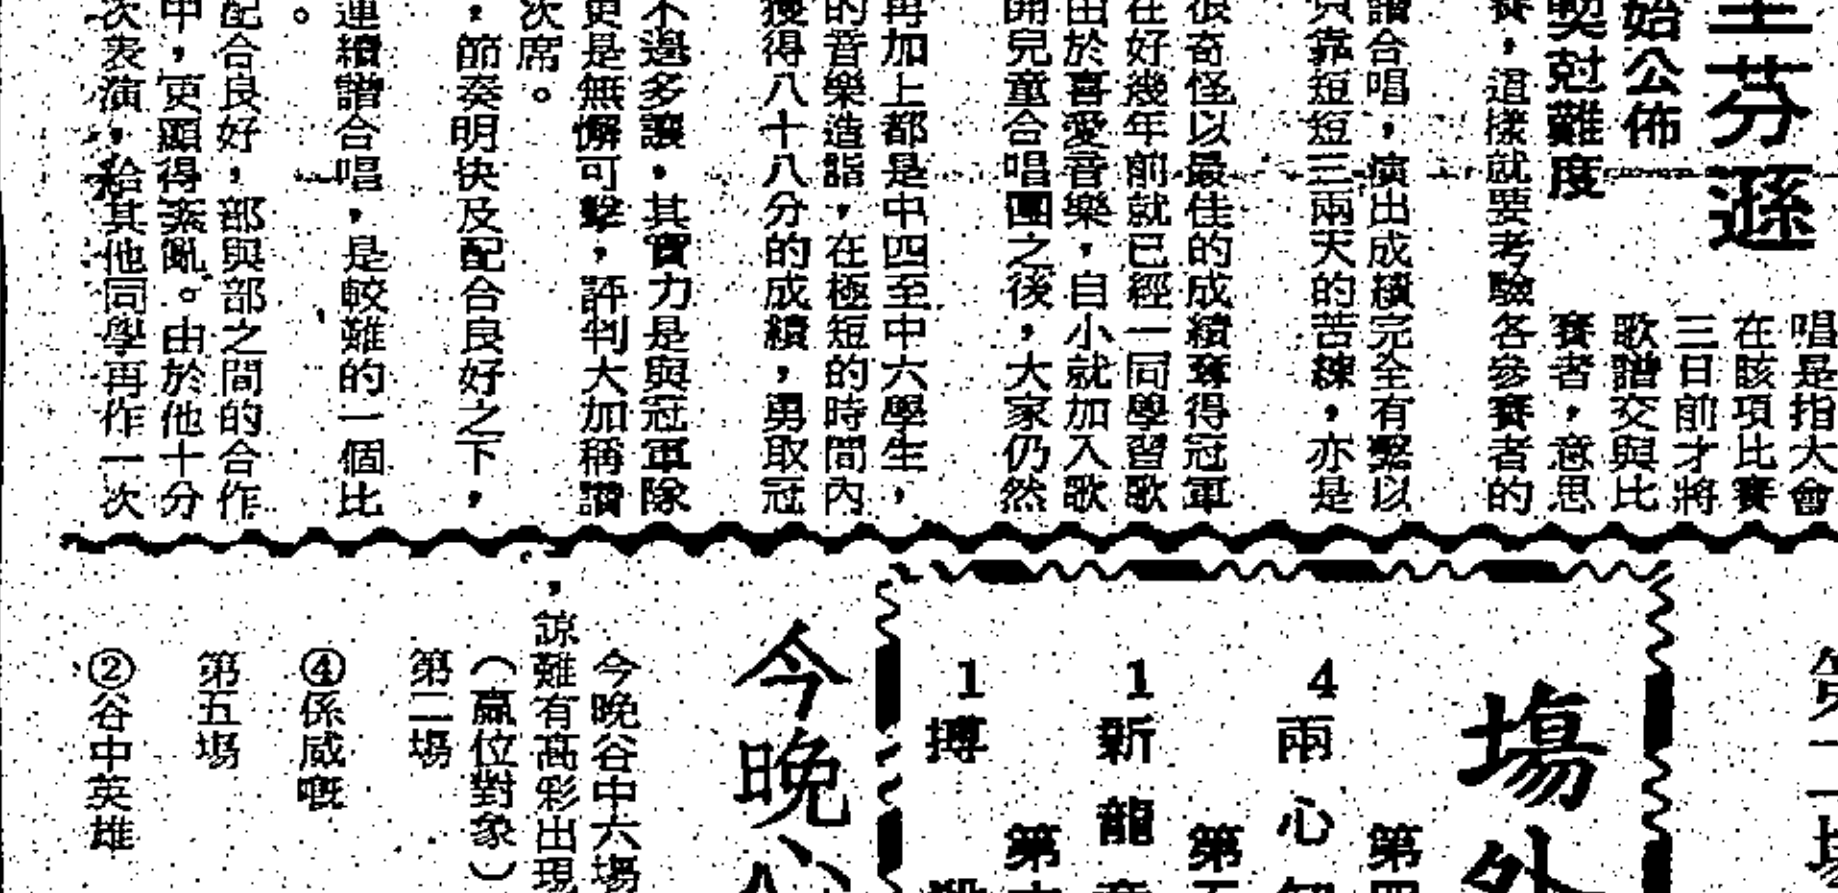 芬遜
始公佈
契尅難度
唱是指大會
在該項比賽
三日前才將
歌譜交與比
賽者，意思
賽，這樣就要考驗各參賽者的
譜合唱，演出成績完全有繫以
只靠短短三兩天的苦練，亦是
很奇怪以最佳的成績奪得冠軍
在好幾年前就已經一同學習歌
由於喜愛音樂，自小就加入歌
開兒童合唱團之後，大家仍然
再加上都是中四至中六學生，
的音樂造詣，在極短的時間內
獲得八十八分的成績，勇取冠
不遑多讓，其實力是與冠軍隊
更是無懈可擊，評判大加稱讚
次席。
，節奏明快及配合良好之下，
連續譜合唱，是較難的一個比
。
配合良好，部與部之間的合作
中，更顯得紊亂。由於他十分
次表演，給其他同學再作一次
場外
第四
4兩心知
第五
1新龍
第六
1搏
今晚八
今晚谷中六場
，諒難有高彩出現
（贏位對象）
第二場
④係威嘅
第五場
②谷中英雄